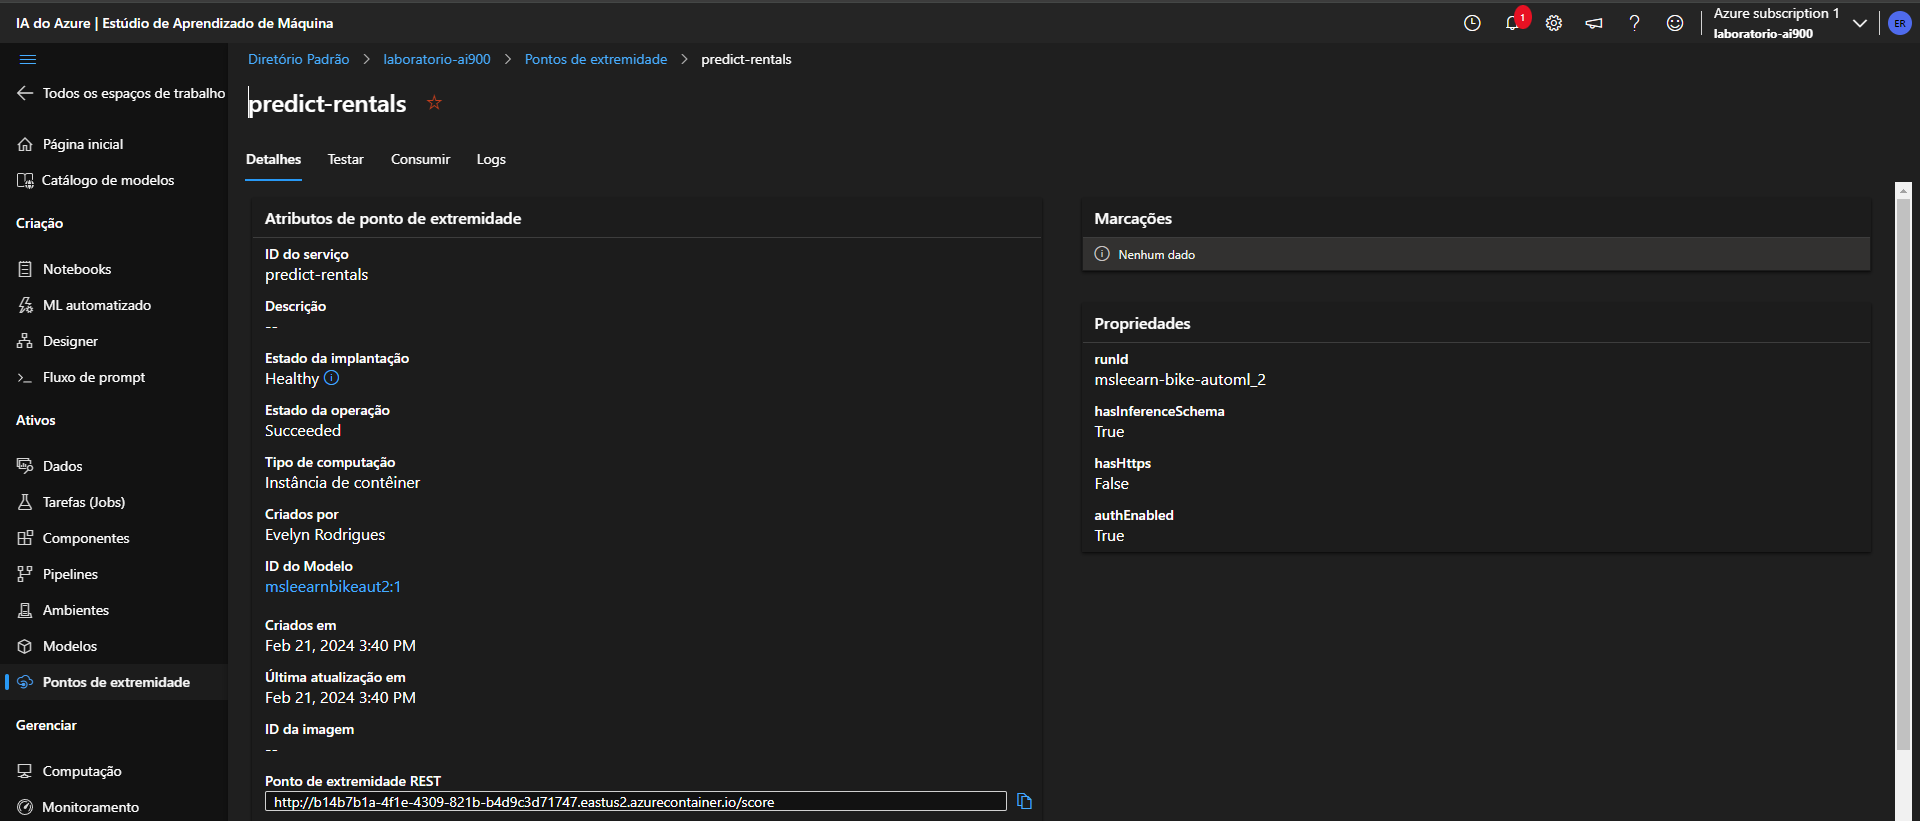 IA do Azure | Estúdio de Aprendizado de Máquina
1
Azure subscription 1
laboratorio-ai900
ER
Todos os espaços de trabalho
Página inicial
Catálogo de modelos
Criação
Notebooks
ML automatizado
Designer
Fluxo de prompt
Ativos
Dados
Tarefas (Jobs)
Componentes
Pipelines
Ambientes
Modelos
Pontos de extremidade
Gerenciar
Computação
Monitoramento
Diretório Padrão > laboratorio-ai900 > Pontos de extremidade > predict-rentals
predict-rentals
Detalhes Testar Consumir Logs
Atributos de ponto de extremidade
ID do serviço
predict-rentals
Descrição
--
Estado da implantação
Healthy
Estado da operação
Succeeded
Tipo de computação
Instância de contêiner
Criados por
Evelyn Rodrigues
ID do Modelo
msleearnbikeaut2:1
Criados em
Feb 21, 2024 3:40 PM
Última atualização em
Feb 21, 2024 3:40 PM
ID da imagem
--
Ponto de extremidade REST
http://b14b7b1a-4f1e-4309-821b-b4d9c3d71747.eastus2.azurecontainer.io/score
Marcações
Nenhum dado
Propriedades
runId
msleearn-bike-automl_2
hasInferenceSchema
True
hasHttps
False
authEnabled
True